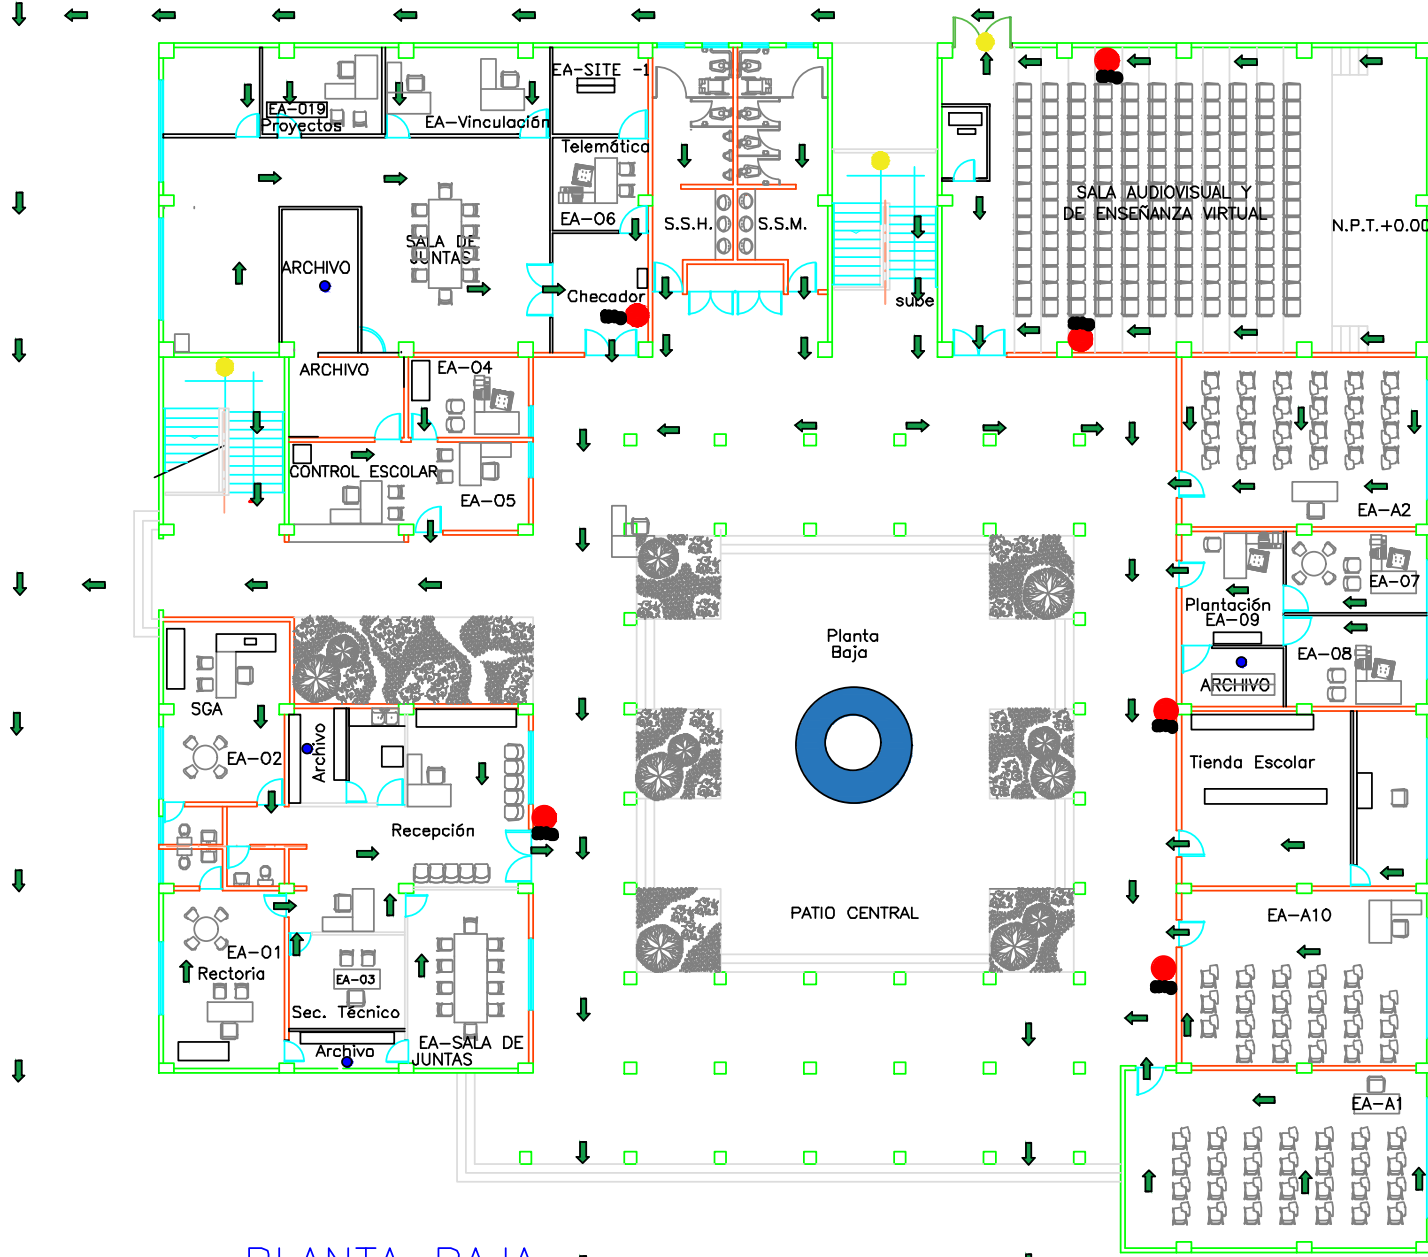 EA-SITE -1
EA-019
Proyectos
EA-Vinculación
Telemática
EA-06
S.S.H.
S.S.M.
SALA AUDIOVISUAL Y
DE ENSEÑANZA VIRTUAL
N.P.T.+0.00
SALA DE
JUNTAS
ARCHIVO
Checador
sube
ARCHIVO
EA-04
CONTROL ESCOLAR
EA-05
EA-A2
EA-07
Plantación
EA-09
EA-08
ARCHIVO
Planta
Baja
SGA
EA-02
Archivo
Tienda Escolar
Recepción
PATIO CENTRAL
EA-A10
EA-01
Rectoria
EA-03
Sec. Técnico
Archivo
EA-SALA DE
JUNTAS
EA-A1
PLANTA BAJA